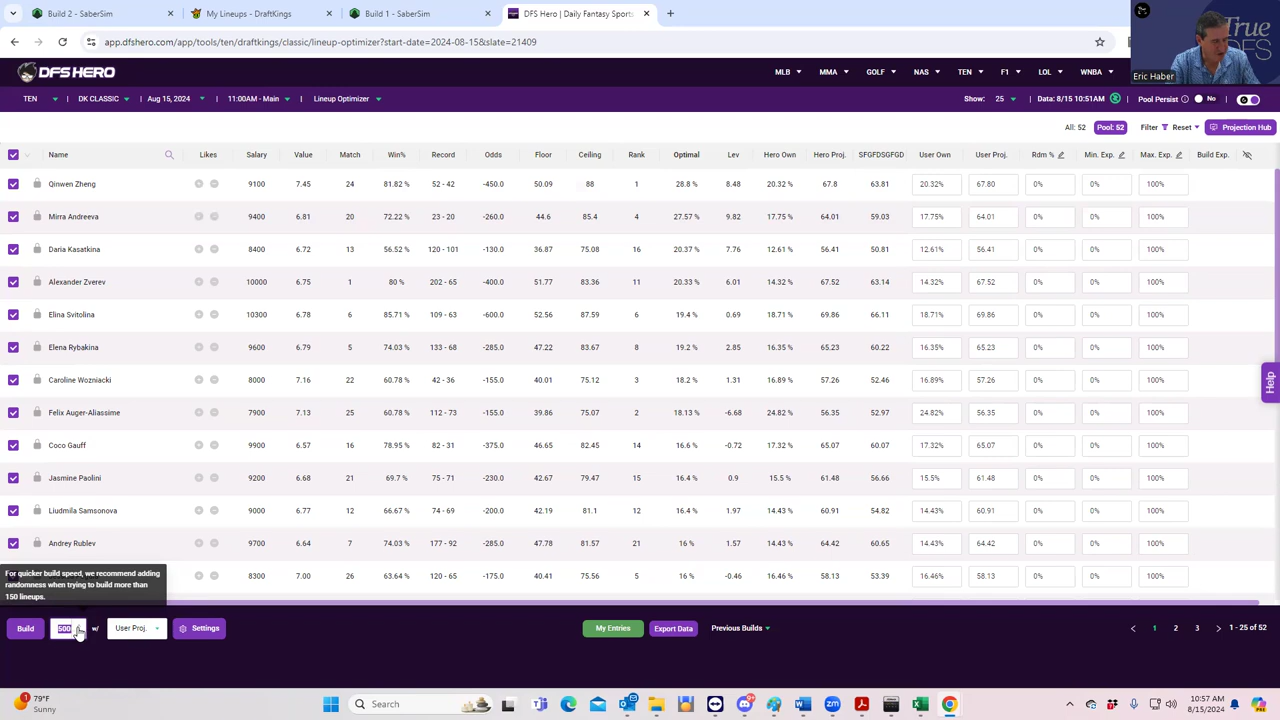 Build 2 - SaberSim
My Lineups - DraftKings
Build 1 - SaberSim
DFS Hero | Daily Fantasy Sports
app.dfshero.com/app/tools/ten/draftkings/classic/lineup-optimizer?start-date=2024-08-15&slate=21409
True
DFS
Eric Haber
DFS HERO
MLB MMA GOLF NAS TEN F1 LOL WNBA
TEN DK CLASSIC Aug 15, 2024 11:00AM - Main Lineup Optimizer Show: 25 Data: 8/15 10:51AM Pool Persist No
All: 52 Pool: 52 Filter Reset Projection Hub
Name Likes Salary Value Match Win% Record Odds Floor Ceiling Rank Optimal Lev Hero Own Hero Proj. SFGFDSGFGD User Own User Proj. Rdm % Min. Exp. Max. Exp. Build Exp.
Qinwen Zheng 9100 7.45 24 81.82 % 52 - 42 -450.0 50.09 88 1 28.8 % 8.48 20.32 % 67.8 63.81 20.32% 67.80 0% 0% 100%
Mirra Andreeva 9400 6.81 20 72.22 % 23 - 20 -260.0 44.6 85.4 4 27.57 % 9.82 17.75 % 64.01 59.03 17.75% 64.01 0% 0% 100%
Daria Kasatkina 8400 6.72 13 56.52 % 120 - 101 -130.0 36.87 75.08 16 20.37 % 7.76 12.61 % 56.41 50.81 12.61% 56.41 0% 0% 100%
Alexander Zverev 10000 6.75 1 80 % 202 - 65 -400.0 51.77 83.36 11 20.33 % 6.01 14.32 % 67.52 63.14 14.32% 67.52 0% 0% 100%
Elina Svitolina 10300 6.78 6 85.71 % 109 - 63 -600.0 52.56 87.59 6 19.4 % 0.69 18.71 % 69.86 66.11 18.71% 69.86 0% 0% 100%
Elena Rybakina 9600 6.79 5 74.03 % 133 - 68 -285.0 47.22 83.67 8 19.2 % 2.85 16.35 % 65.23 60.22 16.35% 65.23 0% 0% 100%
Caroline Wozniacki 8000 7.16 22 60.78 % 42 - 36 -155.0 40.01 75.12 3 18.2 % 1.31 16.89 % 57.26 52.46 16.89% 57.26 0% 0% 100%
Felix Auger-Aliassime 7900 7.13 25 60.78 % 112 - 73 -155.0 39.86 75.07 2 18.13 % -6.68 24.82 % 56.35 52.97 24.82% 56.35 0% 0% 100%
Coco Gauff 9900 6.57 16 78.95 % 82 - 31 -375.0 46.65 82.45 14 16.6 % -0.72 17.32 % 65.07 60.07 17.32% 65.07 0% 0% 100%
Jasmine Paolini 9200 6.68 21 69.7 % 75 - 71 -230.0 42.67 79.47 15 16.4 % 0.9 15.5 % 61.48 56.66 15.5% 61.48 0% 0% 100%
Liudmila Samsonova 9000 6.77 12 66.67 % 74 - 69 -200.0 42.19 81.1 12 16.4 % 1.97 14.43 % 60.91 54.82 14.43% 60.91 0% 0% 100%
Andrey Rublev 9700 6.64 7 74.03 % 177 - 92 -285.0 47.78 81.57 21 16 % 1.57 14.43 % 64.42 60.65 14.43% 64.42 0% 0% 100%
8300 7.00 26 63.64 % 120 - 65 -175.0 40.41 75.56 5 16 % -0.46 16.46 % 58.13 53.39 16.46% 58.13 0% 0% 100%
For quicker build speed, we recommend adding
randomness when trying to build more than
150 lineups.
Build 500 w/ User Proj. Settings My Entries Export Data Previous Builds 1 2 3 1 - 25 of 52
Help
79°F
Sunny
Search
10:57 AM
8/15/2024